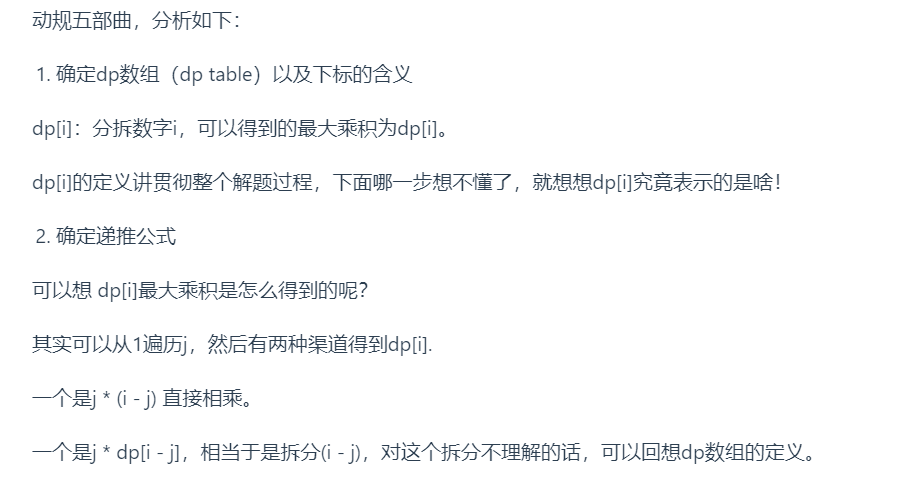 动规五部曲，分析如下：
1. 确定dp数组（dp table）以及下标的含义
dp[i]：分拆数字i，可以得到的最大乘积为dp[i]。
dp[i]的定义讲贯彻整个解题过程，下面哪一步想不懂了，就想想dp[i]究竟表示的是啥！
2. 确定递推公式
可以想 dp[i]最大乘积是怎么得到的呢？
其实可以从1遍历j，然后有两种渠道得到dp[i].
一个是j * (i - j) 直接相乘。
一个是j * dp[i - j]，相当于是拆分(i - j)，对这个拆分不理解的话，可以回想dp数组的定义。